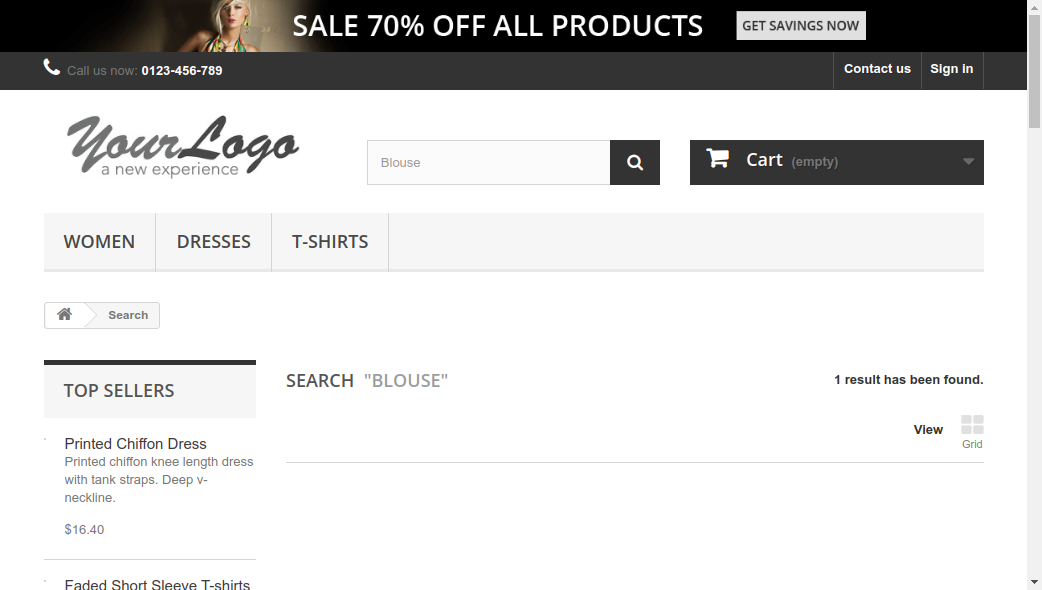 SALE 70% OFF ALL PRODUCTS
GET SAVINGS NOW
Call us now: 0123-456-789
Contact us
Sign in
YourLogo
a new experience
Blouse
Cart (empty)
WOMEN
DRESSES
T-SHIRTS
Search
TOP SELLERS
SEARCH "BLOUSE"
1 result has been found.
View
Grid
Printed Chiffon Dress
Printed chiffon knee length dress
with tank straps. Deep v-
neckline.
$16.40
Faded Short Sleeve T-shirts